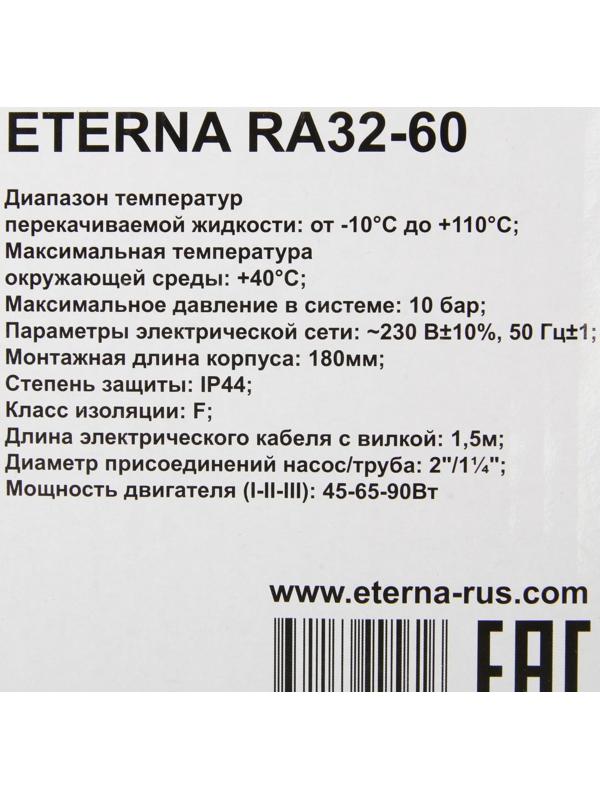 ETERNA RA32-60
Диапазон температур
перекачиваемой жидкости: от -10°C до +110°C;
Максимальная температура
окружающей среды: +40°C;
Максимальное давление в системе: 10 бар;
Параметры электрической сети: ~230 В±10%, 50 Гц±1;
Монтажная длина корпуса: 180мм;
Степень защиты: IP44;
Класс изоляции: F;
Длина электрического кабеля с вилкой: 1,5м;
Диаметр присоединений насос/труба: 2"/1¼";
Мощность двигателя (I-II-III): 45-65-90Вт
www.eterna-rus.com
EAC